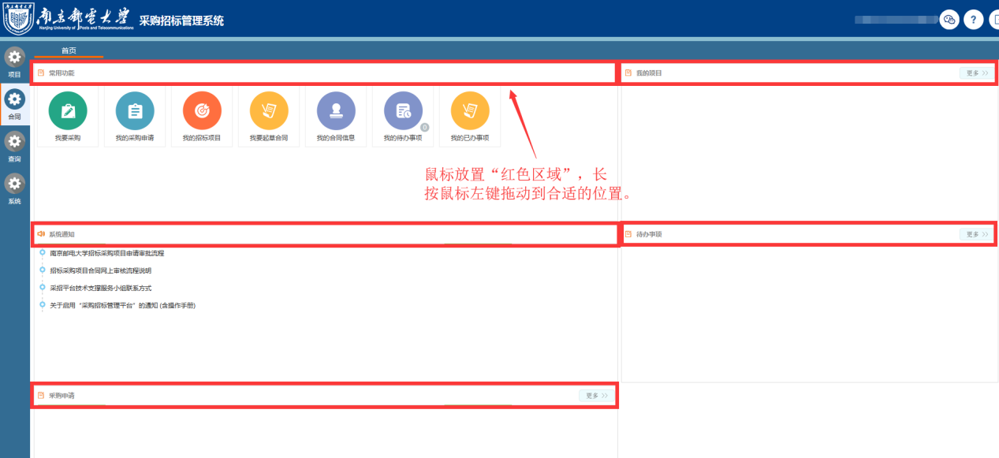 南京邮电大学
Nanjing University of Posts and Telecommunications
采购招标管理系统
?
首页
项目
合同
查询
系统
常用功能
我要采购
我的采购申请
我的招标项目
我要起草合同
我的合同信息
我的待办事项
0
我的已办事项
我的项目
更多 >>
鼠标放置“红色区域”，长
按鼠标左键拖动到合适的位置。
系统通知
南京邮电大学招标采购项目申请审批流程
招标采购项目合同网上审核流程说明
采招平台技术支撑服务小组联系方式
关于启用“采购招标管理平台”的通知 (含操作手册)
待办事项
更多 >>
采购申请
更多 >>